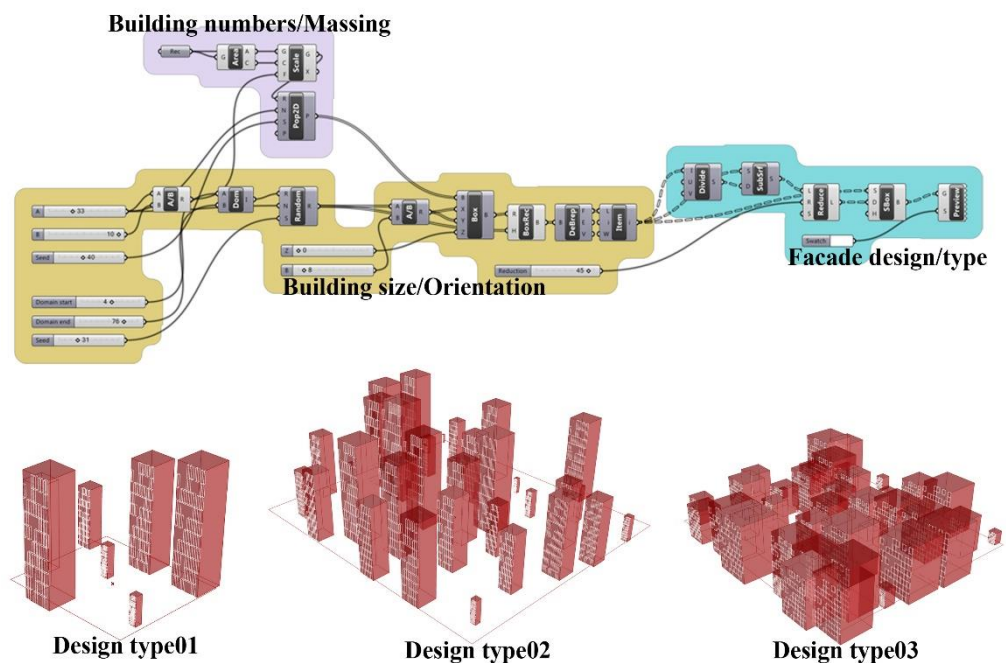 Building numbers/Massing
Rec
G
Area
A
C
G
C
F
Scale
G
X
R
N
S
P
Pop2D
P
A
B
A/B
R
Dom
I
R
N
S
Random
R
A
33
B
10
Seed
40
Domain start
4
Domain end
76
Seed
31
A/B
R
Z
0
B
8
Box
B
BoxRec
DeBrep
Item
Reduction
45
Building size/Orientation
Divide
S
SubSrf
Reduce
L
SBox
Preview
Swatch
Facade design/type
Design type01
Design type02
Design type03